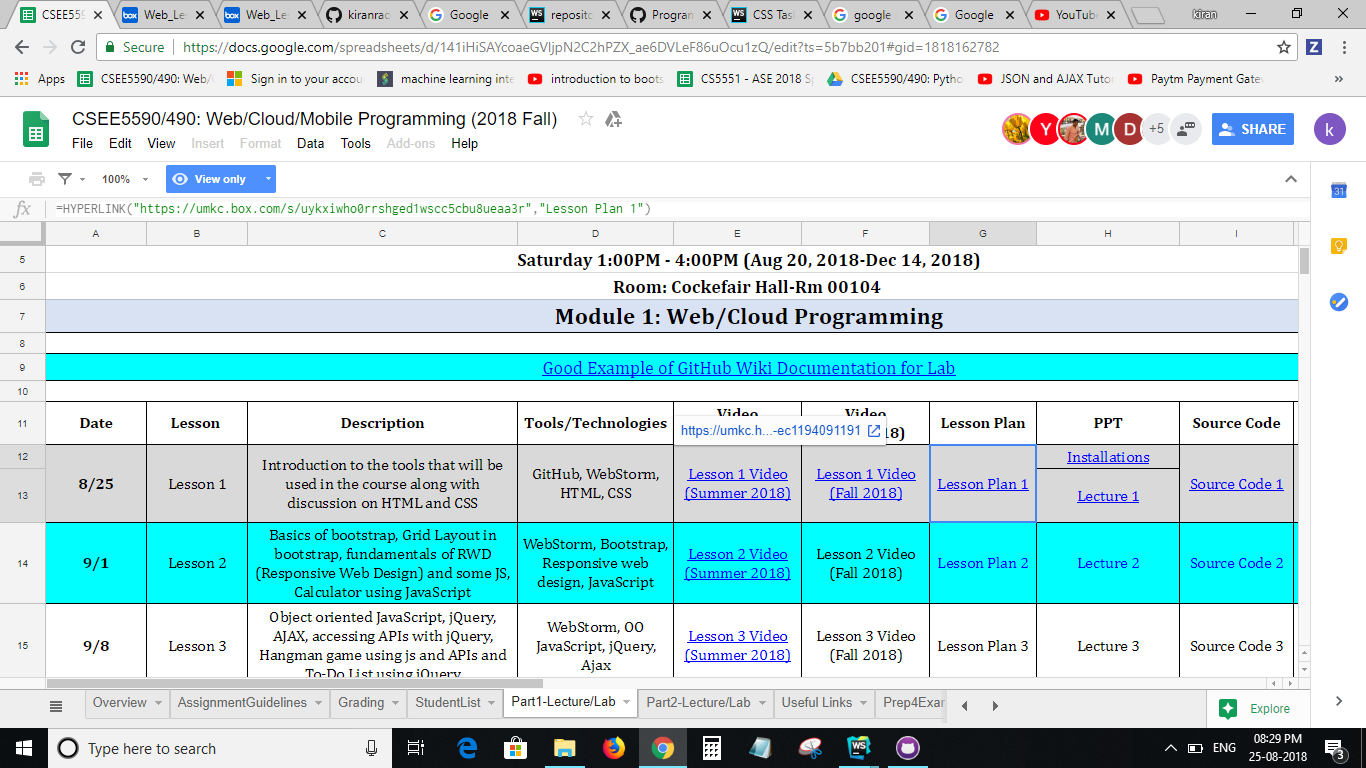 CSEE559 Web_Le Web_Le kiranrac Google reposito Program CSS Tas google Google YouTub kiran
Secure https://docs.google.com/spreadsheets/d/141iHiSAYcoaeGVljpN2C2hPZX_ae6DVLeF86uOcu1zQ/edit?ts=5b7bb201#gid=1818162782
Apps CSEE5590/490: Web/ Sign in to your accou machine learning inte introduction to boots CS5551 - ASE 2018 Sp CSEE5590/490: Pytho JSON and AJAX Tutor Paytm Payment Gate
CSEE5590/490: Web/Cloud/Mobile Programming (2018 Fall)
File Edit View Insert Format Data Tools Add-ons Help
Y M D +5 SHARE k
100% View only
31
fx =HYPERLINK("https://umkc.box.com/s/uykxiwho0rrshged1wscc5cbu8ueaa3r","Lesson Plan 1")
A B C D E F G H I
5 Saturday 1:00PM - 4:00PM (Aug 20, 2018-Dec 14, 2018)
6 Room: Cockefair Hall-Rm 00104
7 Module 1: Web/Cloud Programming
8
9 Good Example of GitHub Wiki Documentation for Lab
10
11 Date Lesson Description Tools/Technologies Video Video 18) Lesson Plan PPT Source Code
https://umkc.h...-ec1194091191
12
13
8/25 Lesson 1
Introduction to the tools that will be
used in the course along with
discussion on HTML and CSS
GitHub, WebStorm,
HTML, CSS
Lesson 1 Video
(Summer 2018)
Lesson 1 Video
(Fall 2018)
Lesson Plan 1
Installations
Lecture 1
Source Code 1
14 9/1 Lesson 2
Basics of bootstrap, Grid Layout in
bootstrap, fundamentals of RWD
(Responsive Web Design) and some JS,
Calculator using JavaScript
WebStorm, Bootstrap,
Responsive web
design, JavaScript
Lesson 2 Video
(Summer 2018)
Lesson 2 Video
(Fall 2018)
Lesson Plan 2
Lecture 2
Source Code 2
15 9/8 Lesson 3
Object oriented JavaScript, jQuery,
AJAX, accessing APIs with jQuery,
Hangman game using js and APIs and
To-Do List using jQuery
WebStorm, OO
JavaScript, jQuery,
Ajax
Lesson 3 Video
(Summer 2018)
Lesson 3 Video
(Fall 2018)
Lesson Plan 3
Lecture 3
Source Code 3
Overview AssignmentGuidelines Grading StudentList Part1-Lecture/Lab Part2-Lecture/Lab Useful Links Prep4Exar Explore
Type here to search
ENG 08:29 PM
25-08-2018 3